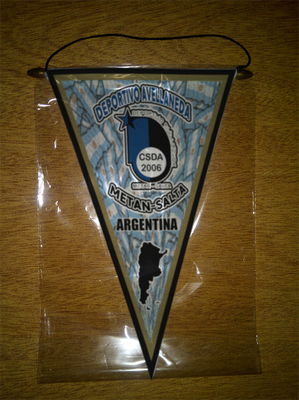 DEPORTIVO AVELLANEDA
CSDA
2006
METAN-SALTA
ARGENTINA